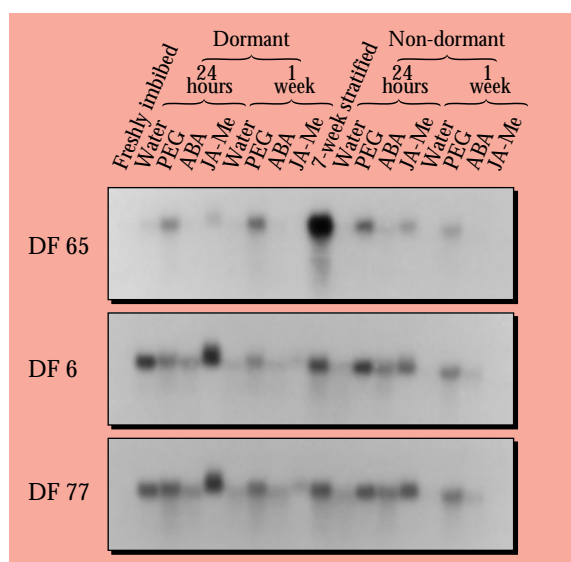 Dormant
Non-dormant
24 hours
1 week
24 hours
1 week
Freshly imbibed
Water
PEG
ABA
JA-Me
Water
PEG
ABA
JA-Me
7-week stratified
Water
PEG
ABA
JA-Me
Water
PEG
ABA
JA-Me
DF 65
DF 6
DF 77